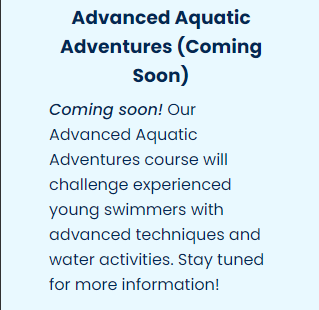 Advanced Aquatic
Adventures (Coming
Soon)
Coming soon! Our
Advanced Aquatic
Adventures course will
challenge experienced
young swimmers with
advanced techniques and
water activities. Stay tuned
for more information!